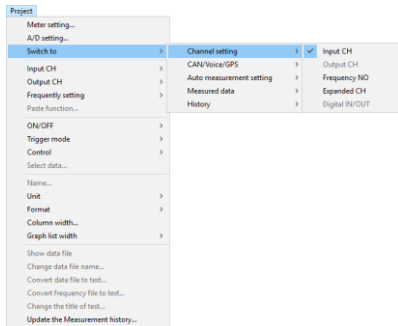 Project
Meter setting...
A/D setting...
Switch to
Input CH
Output CH
Frequently setting
Paste function...
ON/OFF
Trigger mode
Control
Select data...
Name...
Unit
Format
Column width...
Graph list width
Show data file
Change data file name...
Convert data file to text...
Convert frequency file to text...
Change the title of test...
Update the Measurement history...
Channel setting
CAN/Voice/GPS
Auto measurement setting
Measured data
History
Input CH
Output CH
Frequency NO
Expanded CH
Digital IN/OUT